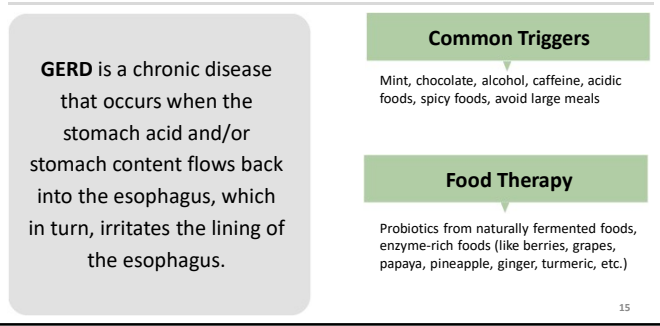 GERD is a chronic disease
that occurs when the
stomach acid and/or
stomach content flows back
into the esophagus, which
in turn, irritates the lining of
the esophagus.
Common Triggers
Mint, chocolate, alcohol, caffeine, acidic
foods, spicy foods, avoid large meals
Food Therapy
Probiotics from naturally fermented foods,
enzyme-rich foods (like berries, grapes,
papaya, pineapple, ginger, turmeric, etc.)
15